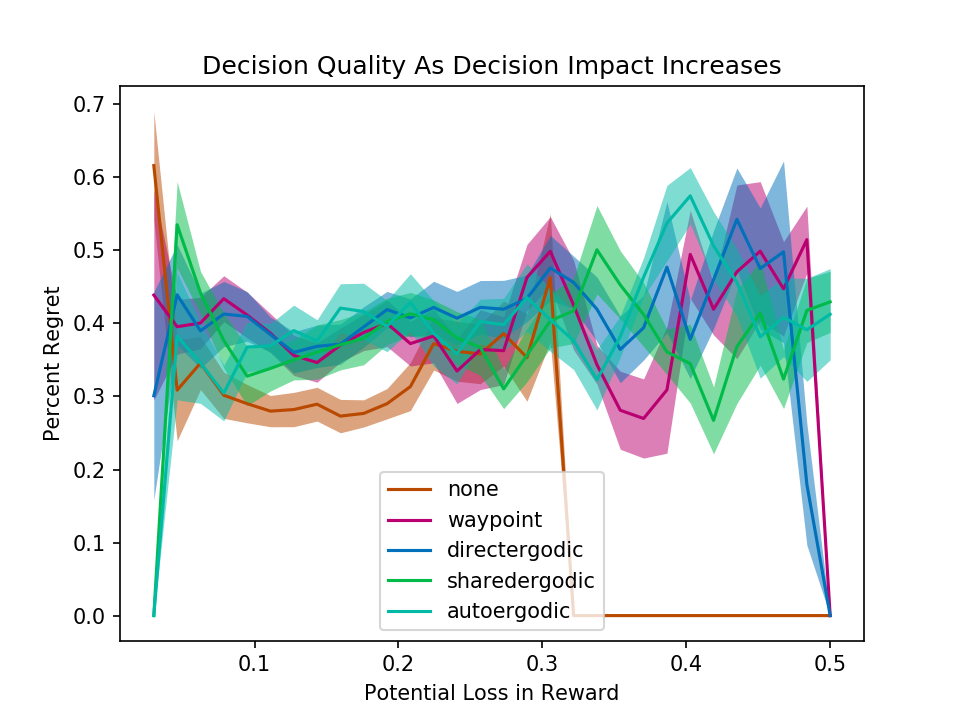 Decision Quality As Decision Impact Increases
0.7
0.6
0.5
0.4
0.3
0.2
0.1
0.0
Percent Regret
none
waypoint
directergodic
sharedergodic
autoergodic
0.1 0.2 0.3 0.4 0.5
Potential Loss in Reward